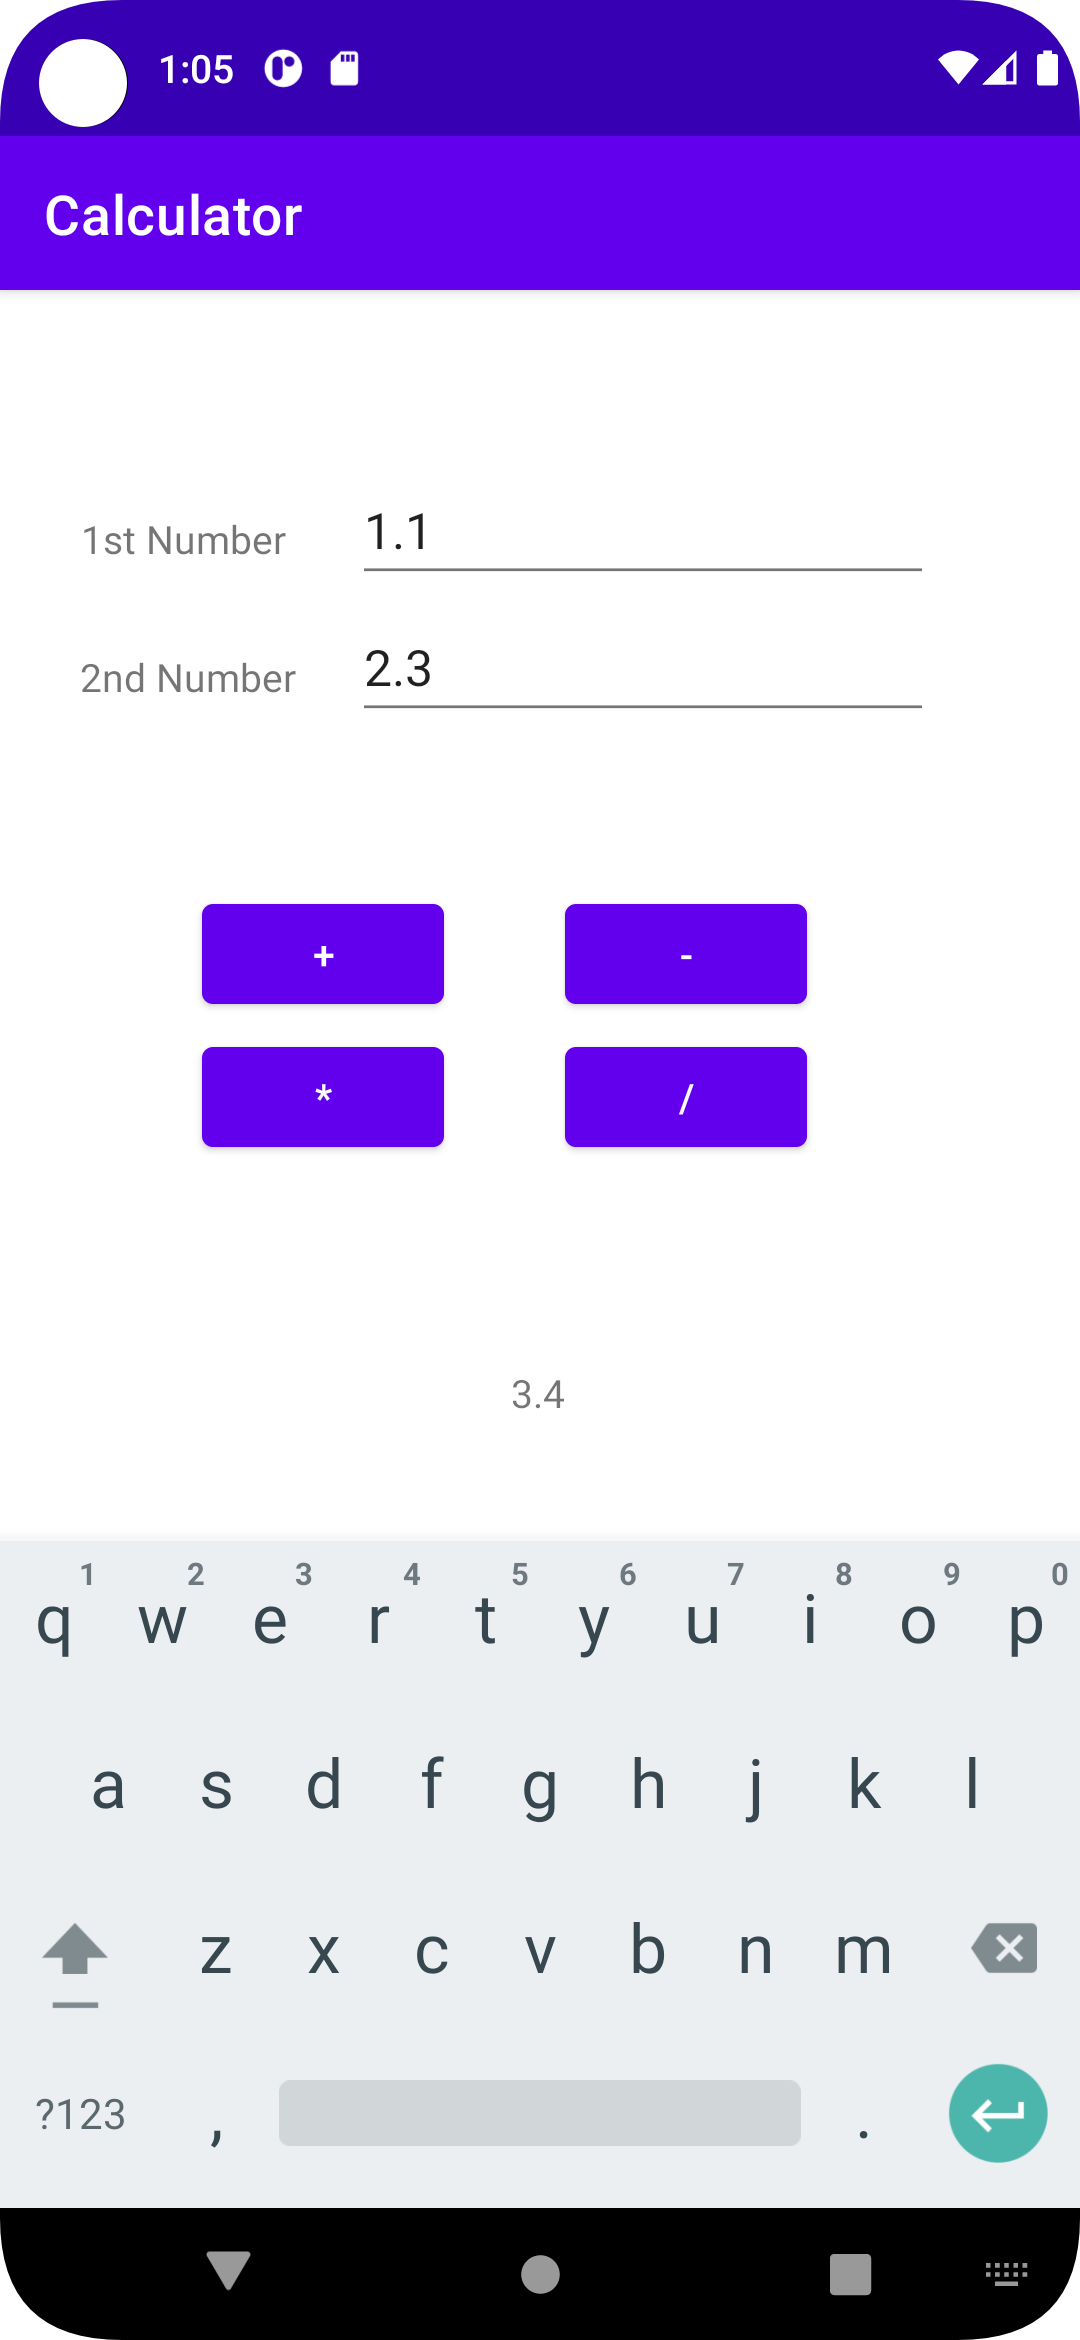 1:05
Calculator
1st Number 1.1
2nd Number 2.3
+ -
* /
3.4
1 2 3 4 5 6 7 8 9 0
q w e r t y u i o p
a s d f g h j k l
z x c v b n m
?123 , .